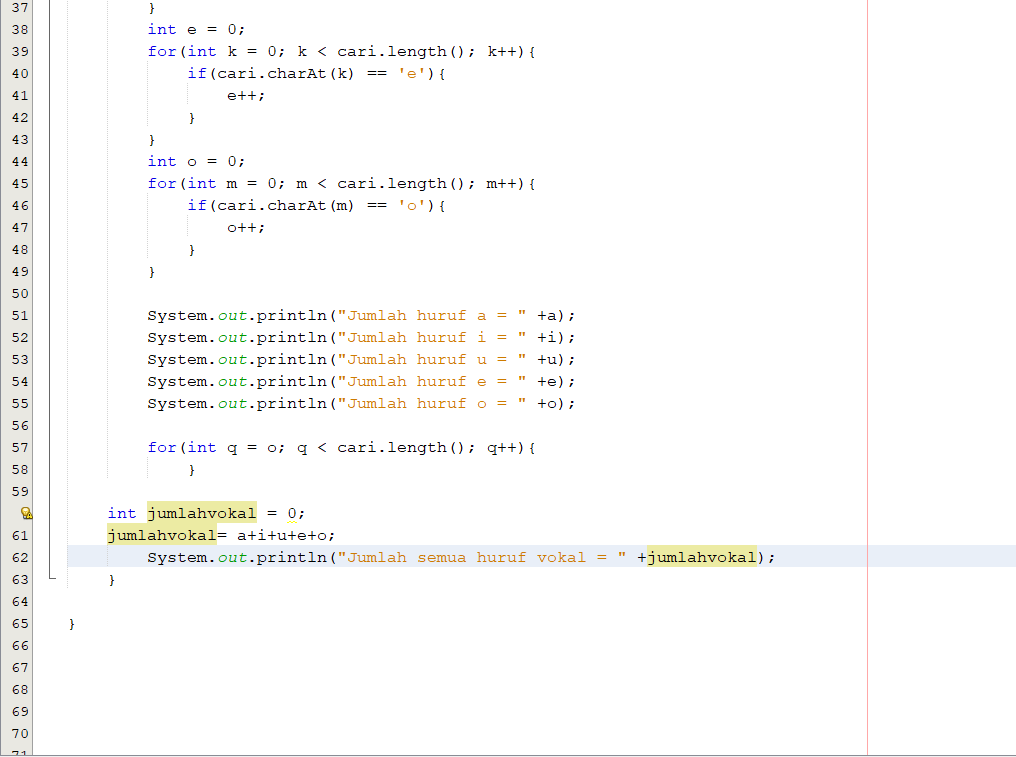 37 }
38 int e = 0;
39 for(int k = 0; k < cari.length(); k++){
40 if(cari.charAt(k) == 'e'){
41 e++;
42 }
43 }
44 int o = 0;
45 for(int m = 0; m < cari.length(); m++){
46 if(cari.charAt(m) == 'o'){
47 o++;
48 }
49 }
50
51 System.out.println("Jumlah huruf a = " +a);
52 System.out.println("Jumlah huruf i = " +i);
53 System.out.println("Jumlah huruf u = " +u);
54 System.out.println("Jumlah huruf e = " +e);
55 System.out.println("Jumlah huruf o = " +o);
56
57 for(int q = o; q < cari.length(); q++){
58 }
59
int jumlahvokal = 0;
61 jumlahvokal= a+i+u+e+o;
62 System.out.println("Jumlah semua huruf vokal = " +jumlahvokal);
63 }
64
65 }
66
67
68
69
70
71